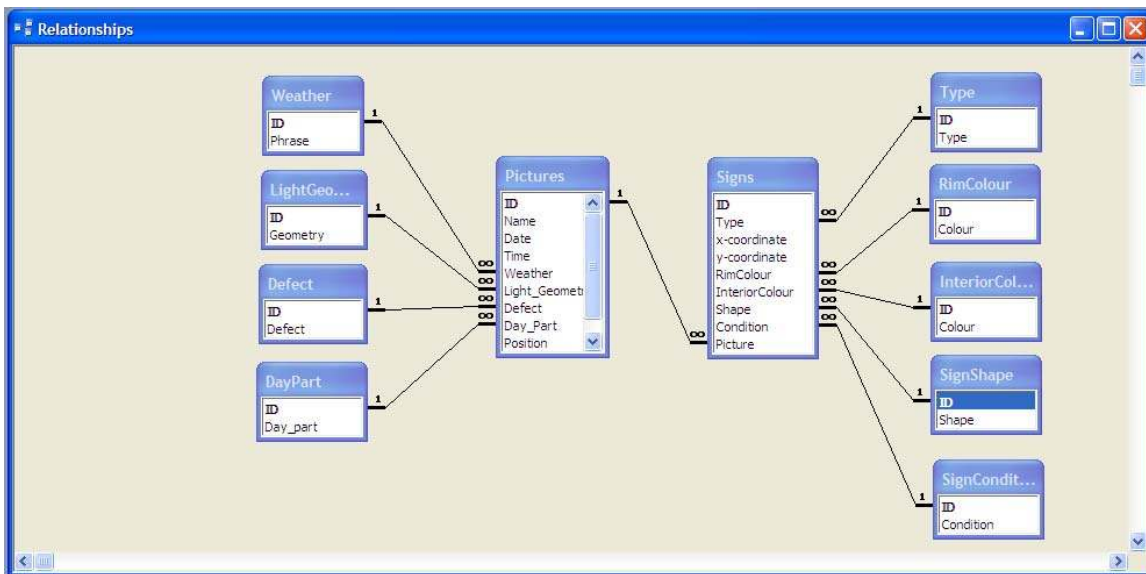 Relationships
Weather
ID
Phrase
LightGeo...
ID
Geometry
Defect
ID
Defect
DayPart
ID
Day_part
Pictures
ID
Name
Date
Time
Weather
Light_Geometr
Defect
Day_Part
Position
Signs
ID
Type
x-coordinate
y-coordinate
RimColour
InteriorColour
Shape
Condition
Picture
Type
ID
Type
RimColour
ID
Colour
InteriorCol...
ID
Colour
SignShape
ID
Shape
SignCondit...
ID
Condition
1
1
1
1
∞
∞
∞
∞
1
∞
∞
∞
∞
∞
∞
1
1
1
1
1